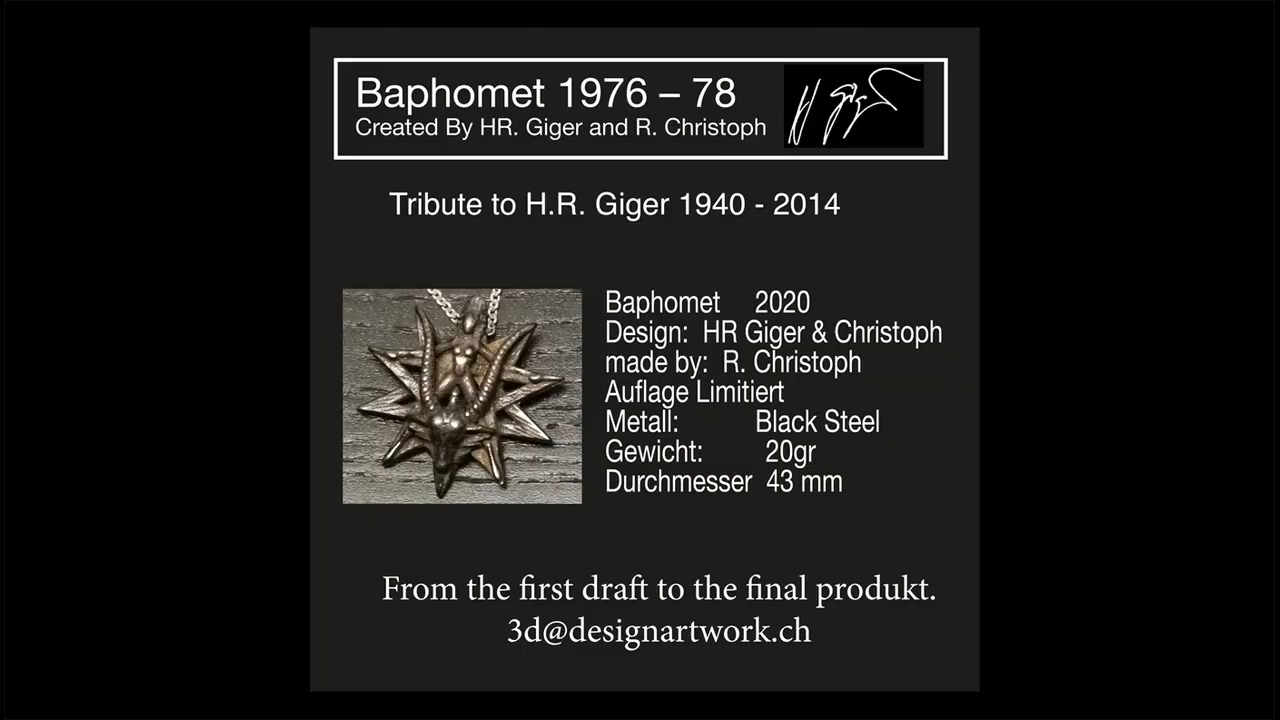 Baphomet 1976 – 78
Created By HR. Giger and R. Christoph
H Giger
Tribute to H.R. Giger 1940 - 2014
Baphomet 2020
Design: HR Giger & Christoph
made by: R. Christoph
Auflage Limitiert
Metall: Black Steel
Gewicht: 20gr
Durchmesser 43 mm
From the first draft to the final produkt.
3d@designartwork.ch